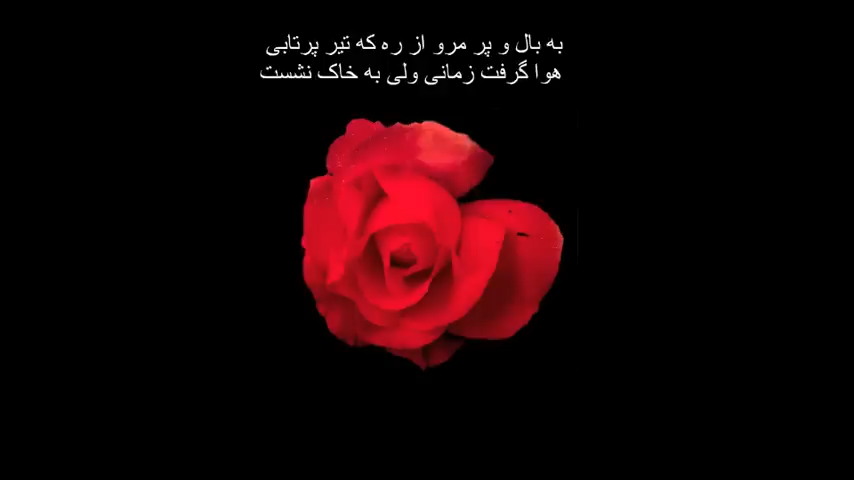 به بال و پر مرو از ره که تیر پرتابی
هوا گرفت زمانی ولی به خاک نشست